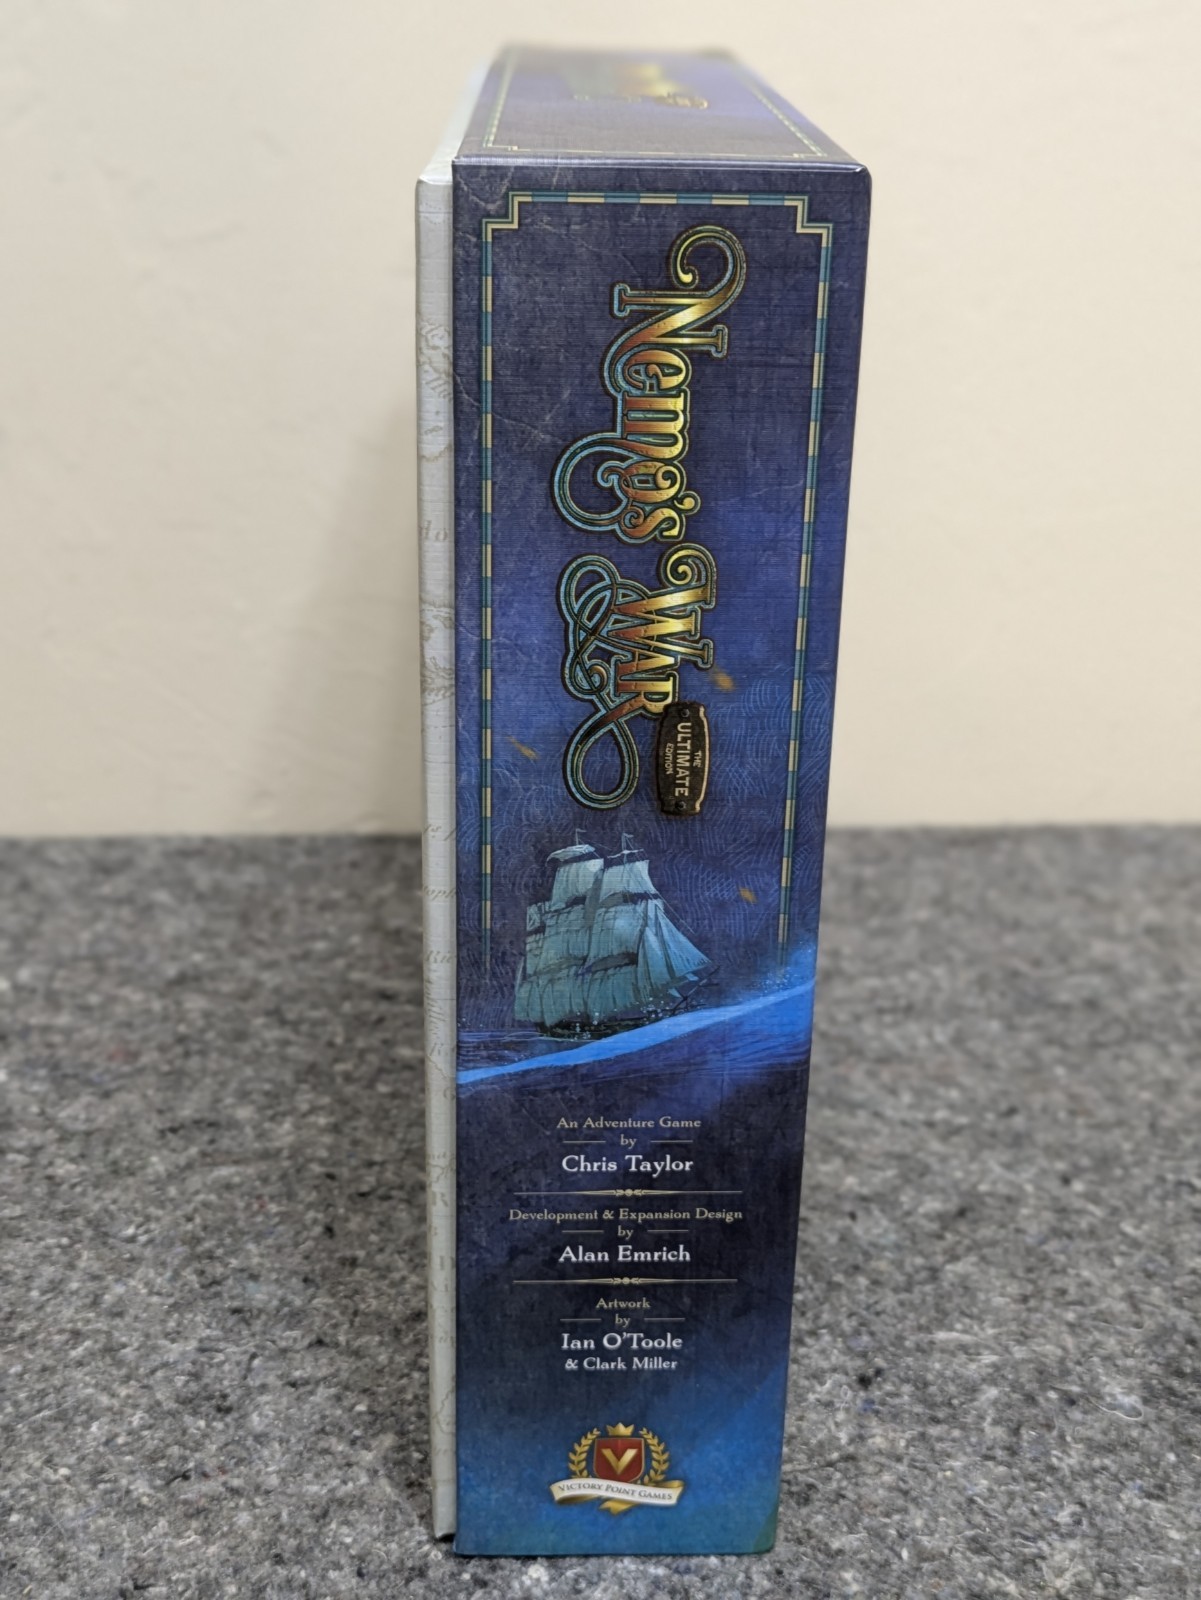 Nemo's War
THE
ULTIMATE
EDITION
An Adventure Game
by
Chris Taylor
Development & Expansion Design
by
Alan Emrich
Artwork
by
Ian O'Toole
& Clark Miller
V
VICTORY POINT GAMES